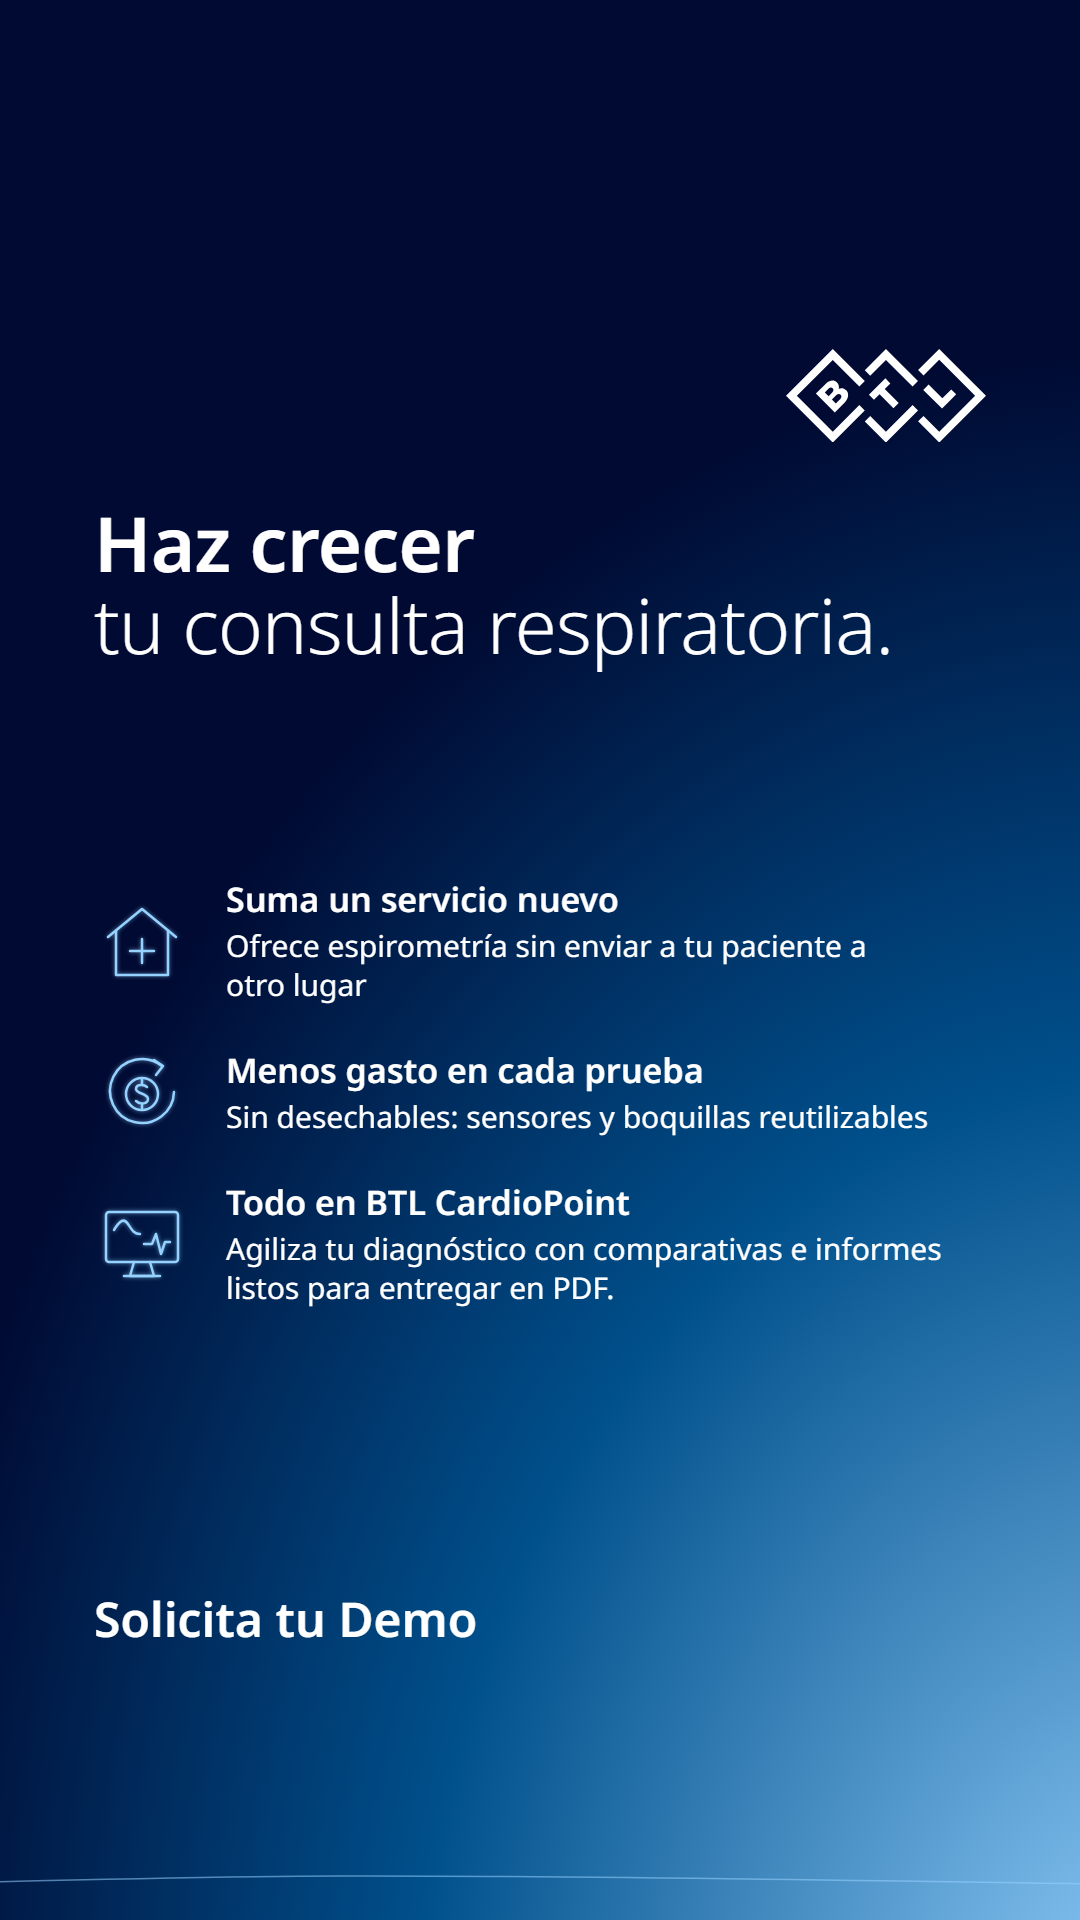 BTL
Haz crecer
tu consulta respiratoria.
Suma un servicio nuevo
Ofrece espirometría sin enviar a tu paciente a
otro lugar
Menos gasto en cada prueba
Sin desechables: sensores y boquillas reutilizables
Todo en BTL CardioPoint
Agiliza tu diagnóstico con comparativas e informes
listos para entregar en PDF.
Solicita tu Demo